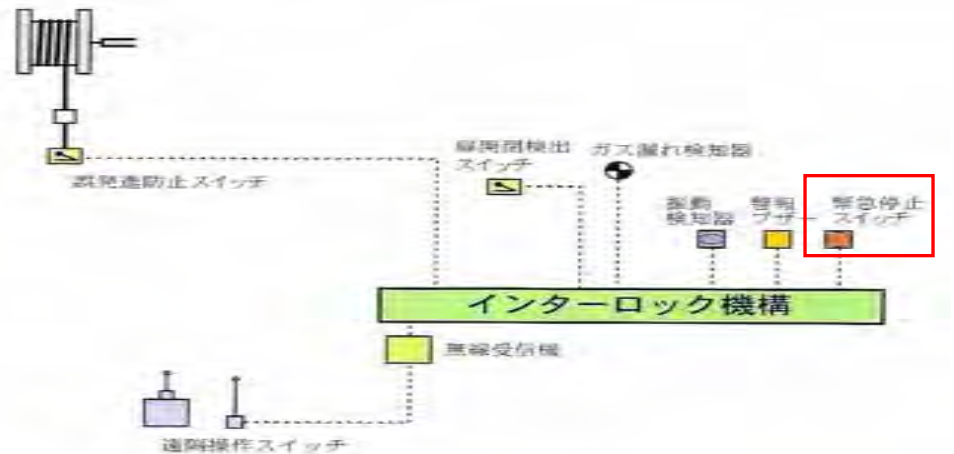 扉開閉検出
スイッチ
ガス漏れ検知器
誤発進防止スイッチ
振動
検知器
警報
ブザー
緊急停止
スイッチ
インターロック機構
無線受信機
遠隔操作スイッチ